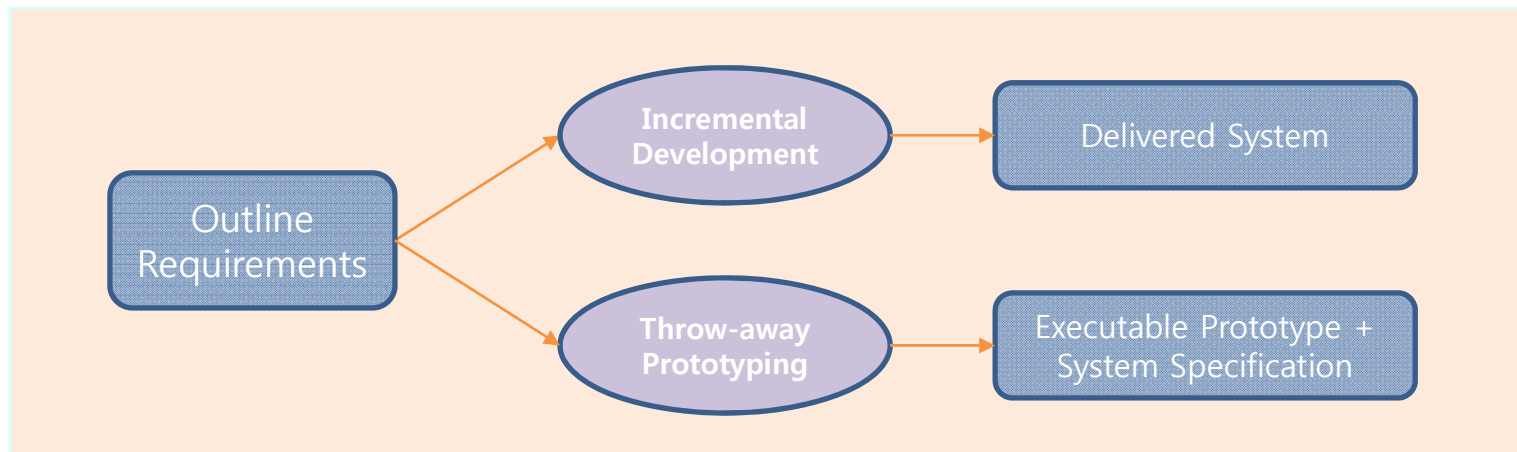 Outline
Requirements
Incremental
Development
Delivered System
Throw-away
Prototyping
Executable Prototype +
System Specification